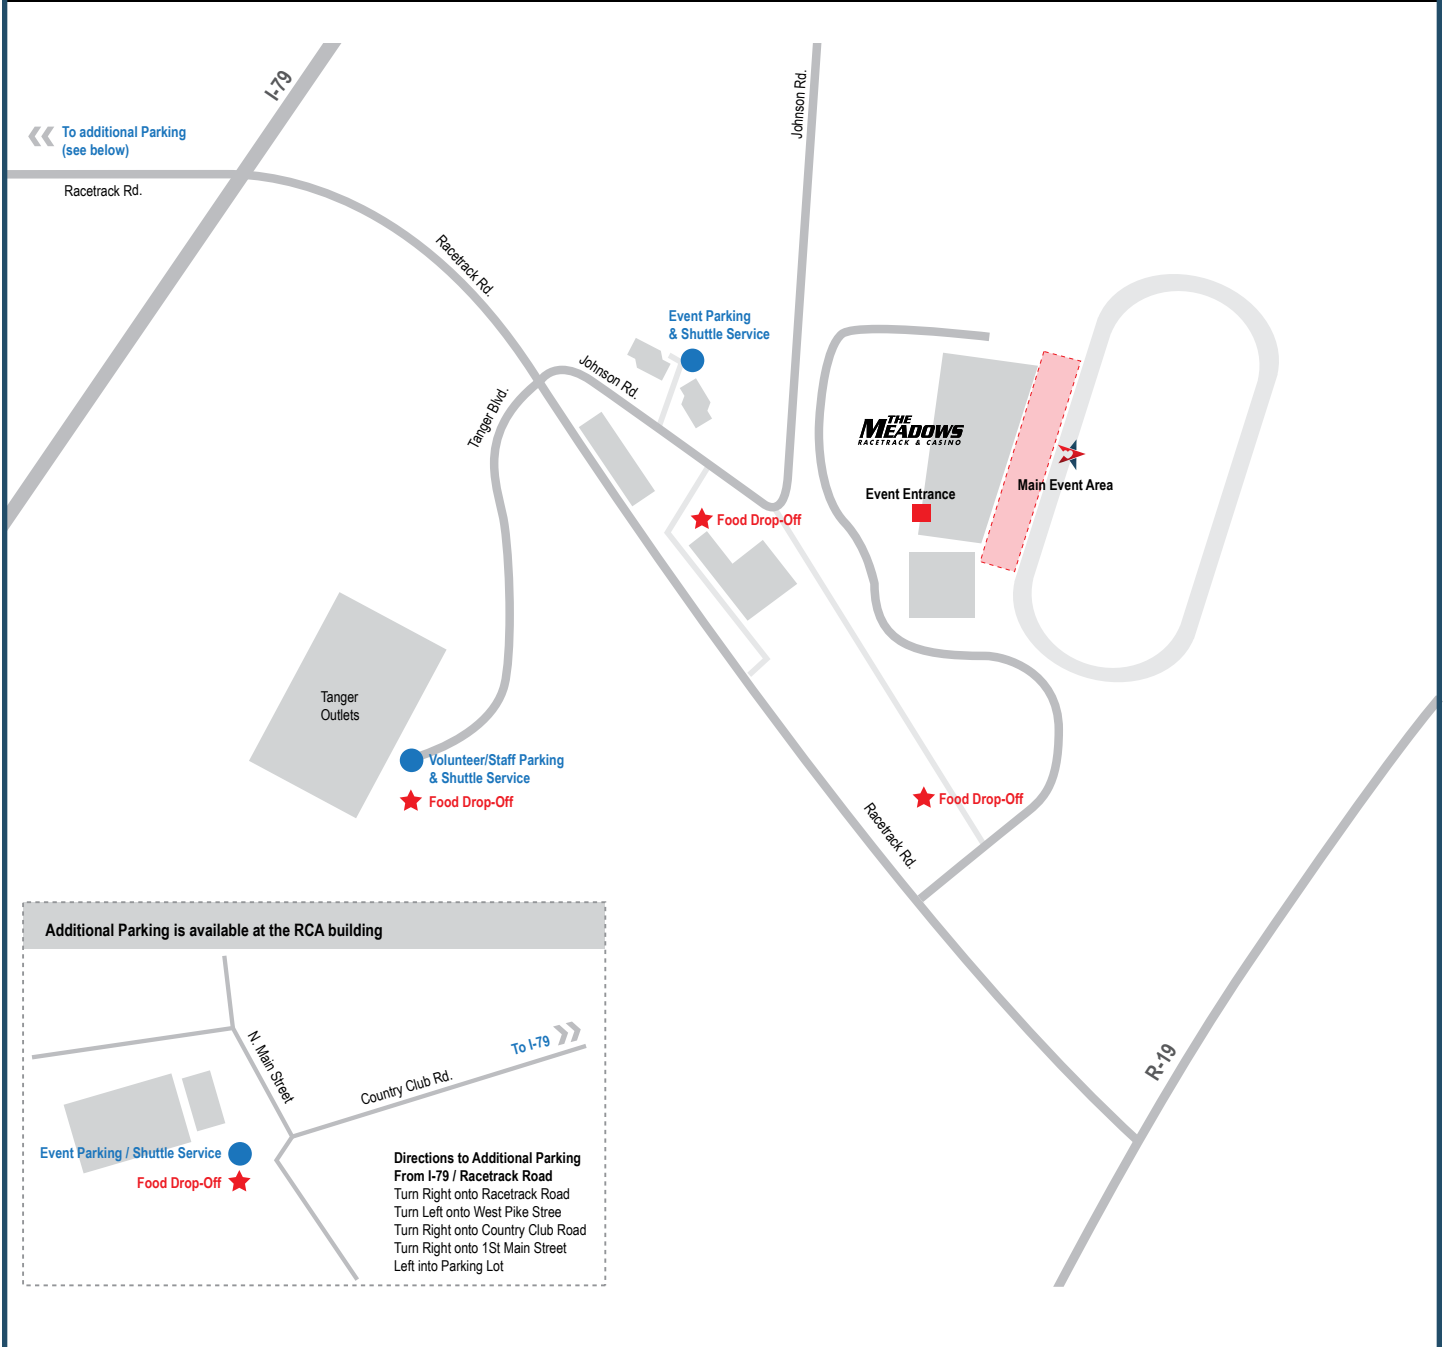 I-79
To additional Parking
(see below)
Racetrack Rd.
Johnson Rd.
Racetrack Rd.
Event Parking
& Shuttle Service
Johnson Rd.
Tanger Blvd.
THE
MEADOWS
RACETRACK & CASINO
Main Event Area
Event Entrance
Food Drop-Off
Tanger
Outlets
Volunteer/Staff Parking
& Shuttle Service
Food Drop-Off
Food Drop-Off
Racetrack Rd.
R-19
Additional Parking is available at the RCA building
N. Main Street
To I-79
Country Club Rd.
Event Parking / Shuttle Service
Food Drop-Off
Directions to Additional Parking
From I-79 / Racetrack Road
Turn Right onto Racetrack Road
Turn Left onto West Pike Stree
Turn Right onto Country Club Road
Turn Right onto 1St Main Street
Left into Parking Lot